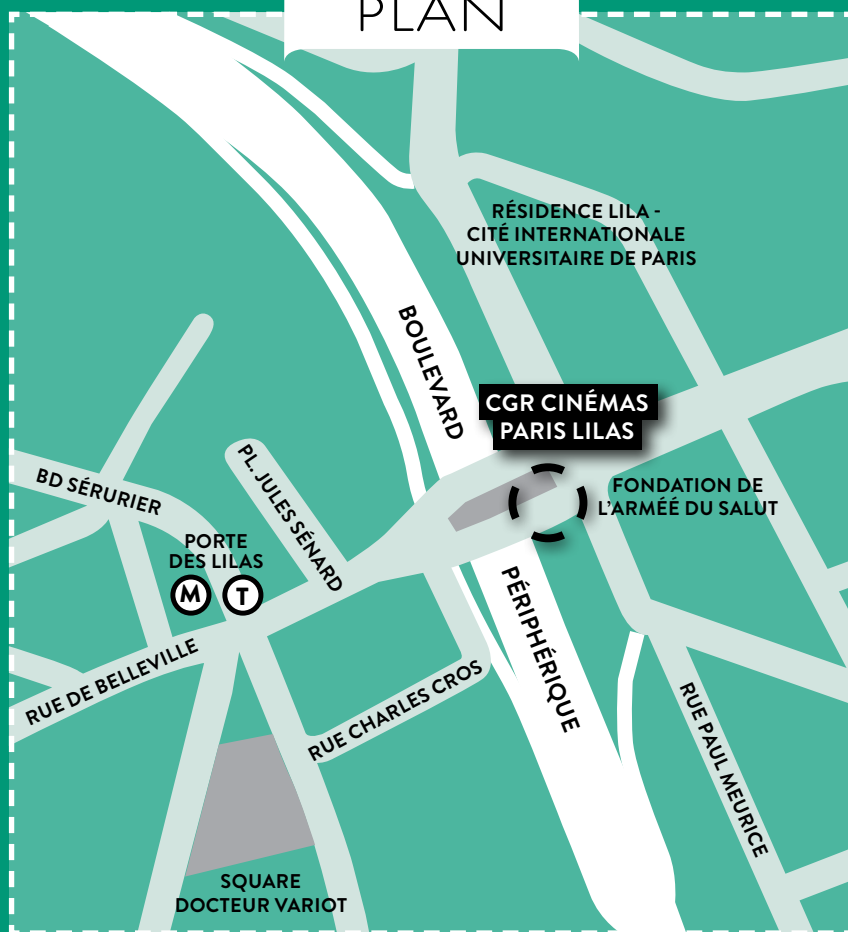 PLAN
RÉSIDENCE LILA -
CITÉ INTERNATIONALE
UNIVERSITAIRE DE PARIS
BOULEVARD
CGR CINÉMAS
PARIS LILAS
PL. JULES SÉNARD
BD SÉRURIER
FONDATION DE
L'ARMÉÉ DU SALUT
PORTE
DES LILAS
M T
PÉRIPHÉRIQUE
RUE DE BELLEVILLE
RUE CHARLES CROS
RUE PAUL MEURICE
SQUARE
DOCTEUR VARIOT